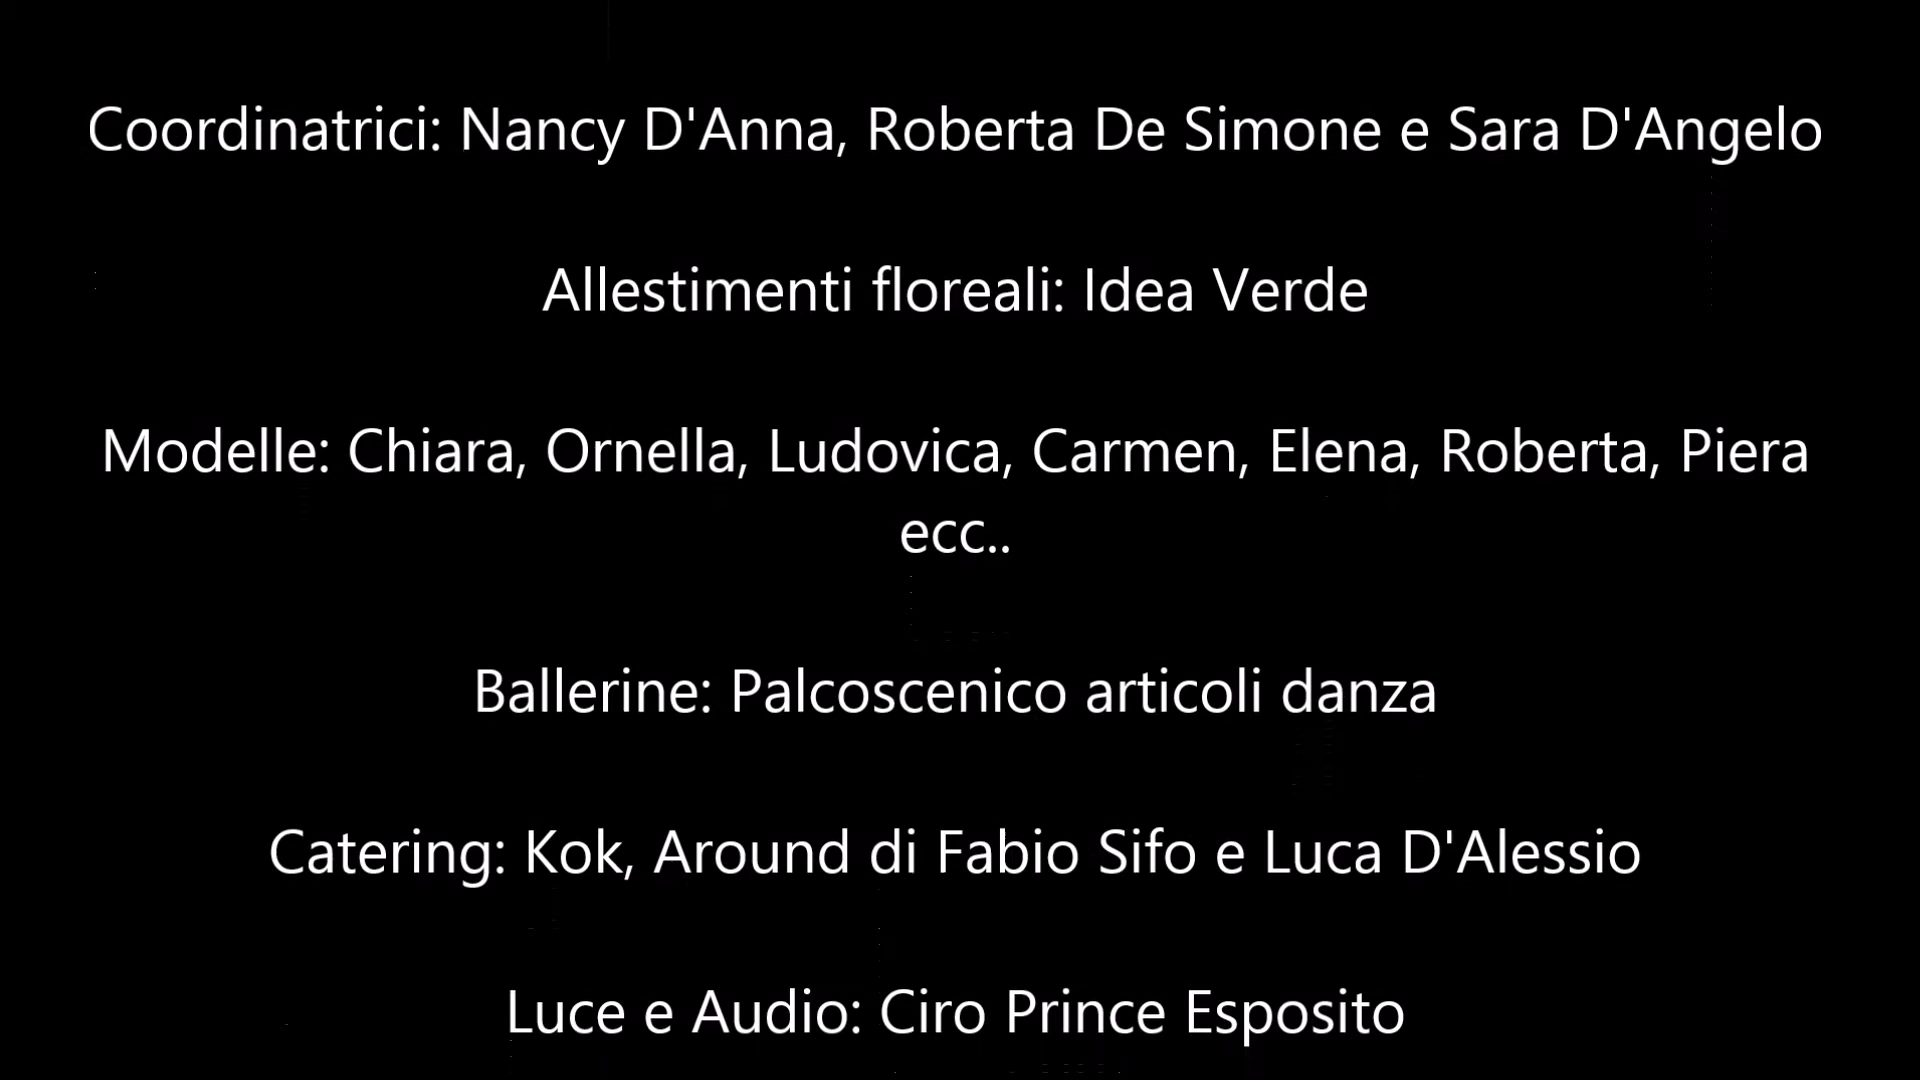 Coordinatrici: Nancy D'Anna, Roberta De Simone e Sara D'Angelo
Allestimenti floreali: Idea Verde
Modelle: Chiara, Ornella, Ludovica, Carmen, Elena, Roberta, Piera
ecc..
Ballerine: Palcoscenico articoli danza
Catering: Kok, Around di Fabio Sifo e Luca D'Alessio
Luce e Audio: Ciro Prince Esposito